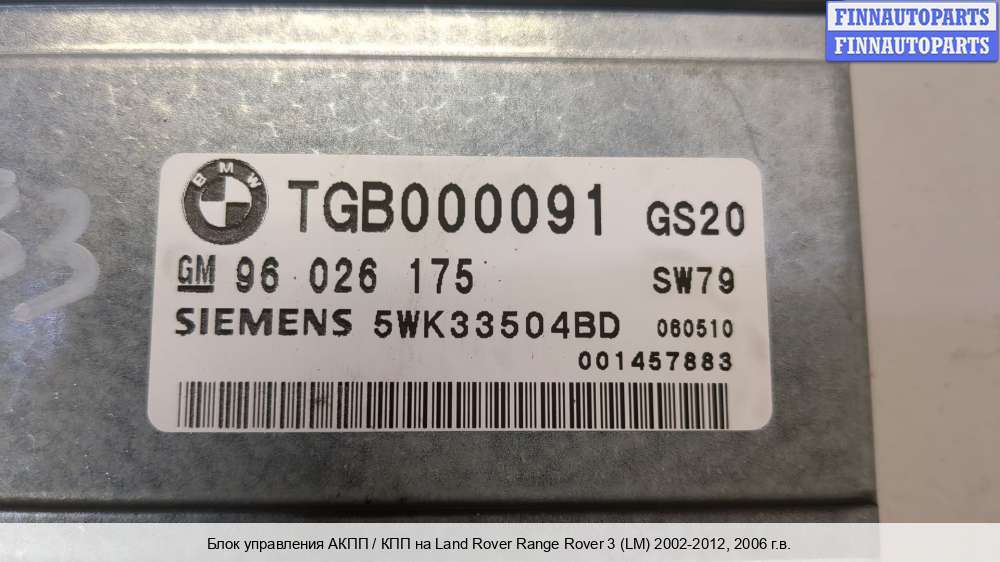 FINNAUTOPARTS
FINNAUTOPARTS
BMW TGB000091 GS20
GM 96 026 175 SW79
SIEMENS 5WK33504BD 060510
001457883
Блок управления АКПП / КПП на Land Rover Range Rover 3 (LM) 2002-2012, 2006 г.в.